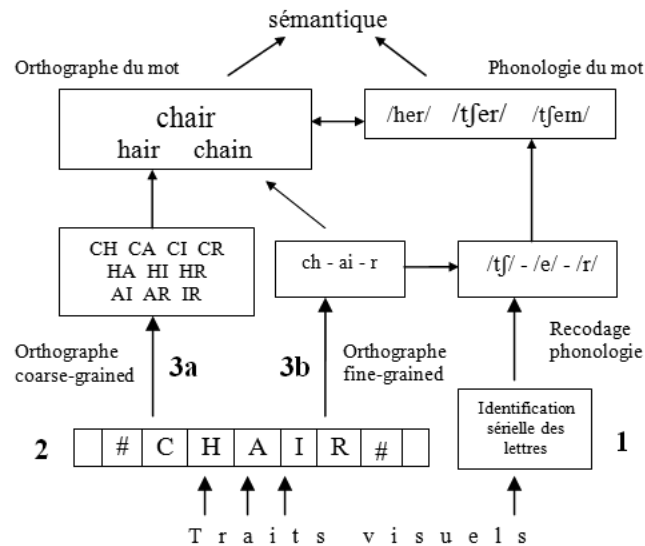 sémantique
Orthographe du mot
Phonologie du mot
chair
hair chain
/her/ /tʃer/ /tʃeɪn/
CH CA CI CR
HA HI HR
AI AR IR
ch - ai - r
/tʃ/ - /e/ - /r/
Orthographe
coarse-grained
3a
3b
Orthographe
fine-grained
Recodage
phonologie
2
# C H A I R #
Identification
sérielle des
lettres
1
Traits visuels